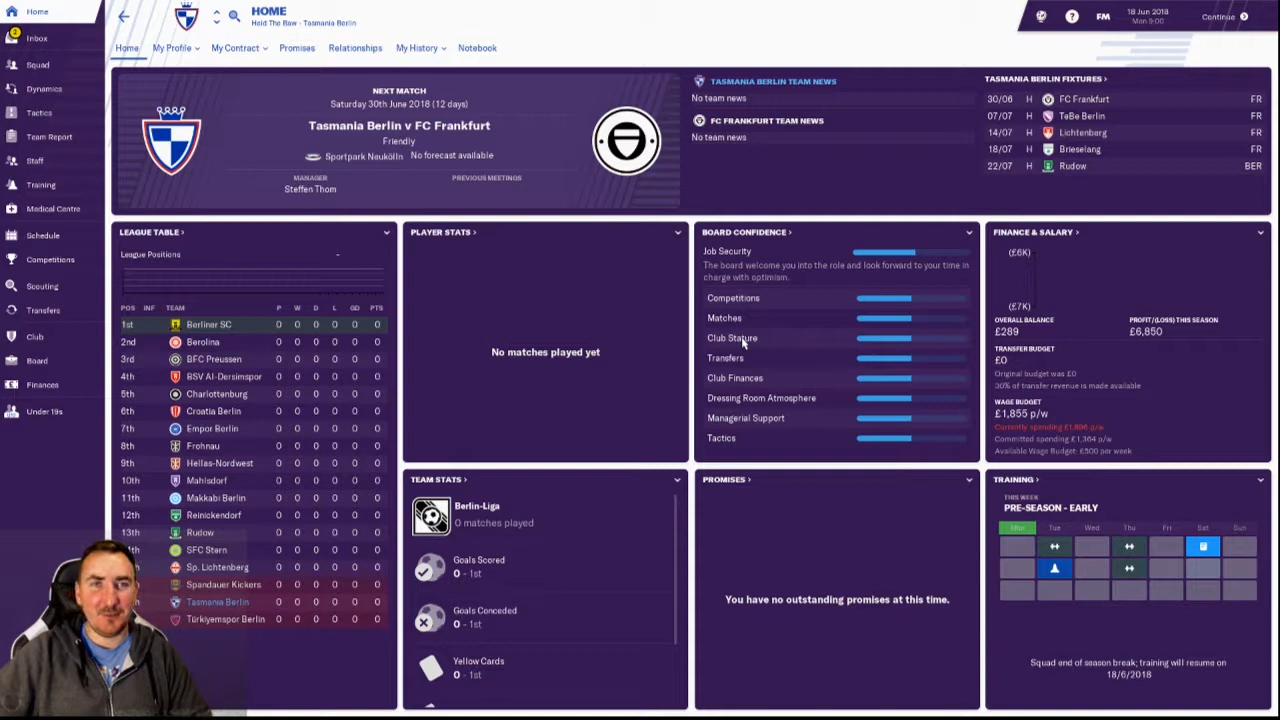 Home
2
Inbox
Squad
Dynamics
Tactics
Team Report
Staff
Training
Medical Centre
Schedule
Competitions
Scouting
Transfers
Club
Board
Finances
Under 19s
HOME
Heid The Baw - Tasmania Berlin
? FM
18 Jun 2018
Mon 9:00
Continue
Home My Profile My Contract Promises Relationships My History Notebook
NEXT MATCH
Saturday 30th June 2018 (12 days)
Tasmania Berlin v FC Frankfurt
Friendly
Sportpark Neukölln No forecast available
MANAGER
Steffen Thom
PREVIOUS MEETINGS
TASMANIA BERLIN TEAM NEWS
No team news
FC FRANKFURT TEAM NEWS
No team news
TASMANIA BERLIN FIXTURES >
30/06 H FC Frankfurt FR
07/07 H TeBe Berlin FR
14/07 H Lichtenberg FR
18/07 H Brieselang FR
22/07 H Rudow BER
LEAGUE TABLE >
League Positions -
POS INF TEAM P W D L GD PTS
1st Berliner SC 0 0 0 0 0 0
2nd Berolina 0 0 0 0 0 0
3rd BFC Preussen 0 0 0 0 0 0
4th BSV Al-Dersimspor 0 0 0 0 0 0
5th Charlottenburg 0 0 0 0 0 0
6th Croatia Berlin 0 0 0 0 0 0
7th Empor Berlin 0 0 0 0 0 0
8th Frohnau 0 0 0 0 0 0
9th Hellas-Nordwest 0 0 0 0 0 0
10th Mahlsdorf 0 0 0 0 0 0
11th Makkabi Berlin 0 0 0 0 0 0
12th Reinickendorf 0 0 0 0 0 0
13th Rudow 0 0 0 0 0 0
SFC Stern 0 0 0 0 0 0
Sp. Lichtenberg 0 0 0 0 0 0
Spandauer Kickers 0 0 0 0 0 0
Tasmania Berlin 0 0 0 0 0 0
Türkiyemspor Berlin 0 0 0 0 0 0
PLAYER STATS >
No matches played yet
TEAM STATS >
Berlin-Liga
0 matches played
Goals Scored
0 - 1st
Goals Conceded
0 - 1st
Yellow Cards
0 - 1st
BOARD CONFIDENCE >
Job Security
The board welcome you into the role and look forward to your time in
charge with optimism.
Competitions
Matches
Club Stature
Transfers
Club Finances
Dressing Room Atmosphere
Managerial Support
Tactics
PROMISES >
You have no outstanding promises at this time.
FINANCE & SALARY >
(£6K)
(£7K)
OVERALL BALANCE
£289
PROFIT/(LOSS) THIS SEASON
£6,850
TRANSFER BUDGET
£0
Original budget was £0
30% of transfer revenue is made available
WAGE BUDGET
£1,855 p/w
Currently spending £1,896 p/w
Committed spending £1,364 p/w
Available Wage Budget: £500 per week
TRAINING >
THIS WEEK
PRE-SEASON - EARLY
Mon Tue Wed Thu Fri Sat Sun
Squad end of season break; training will resume on
18/6/2018